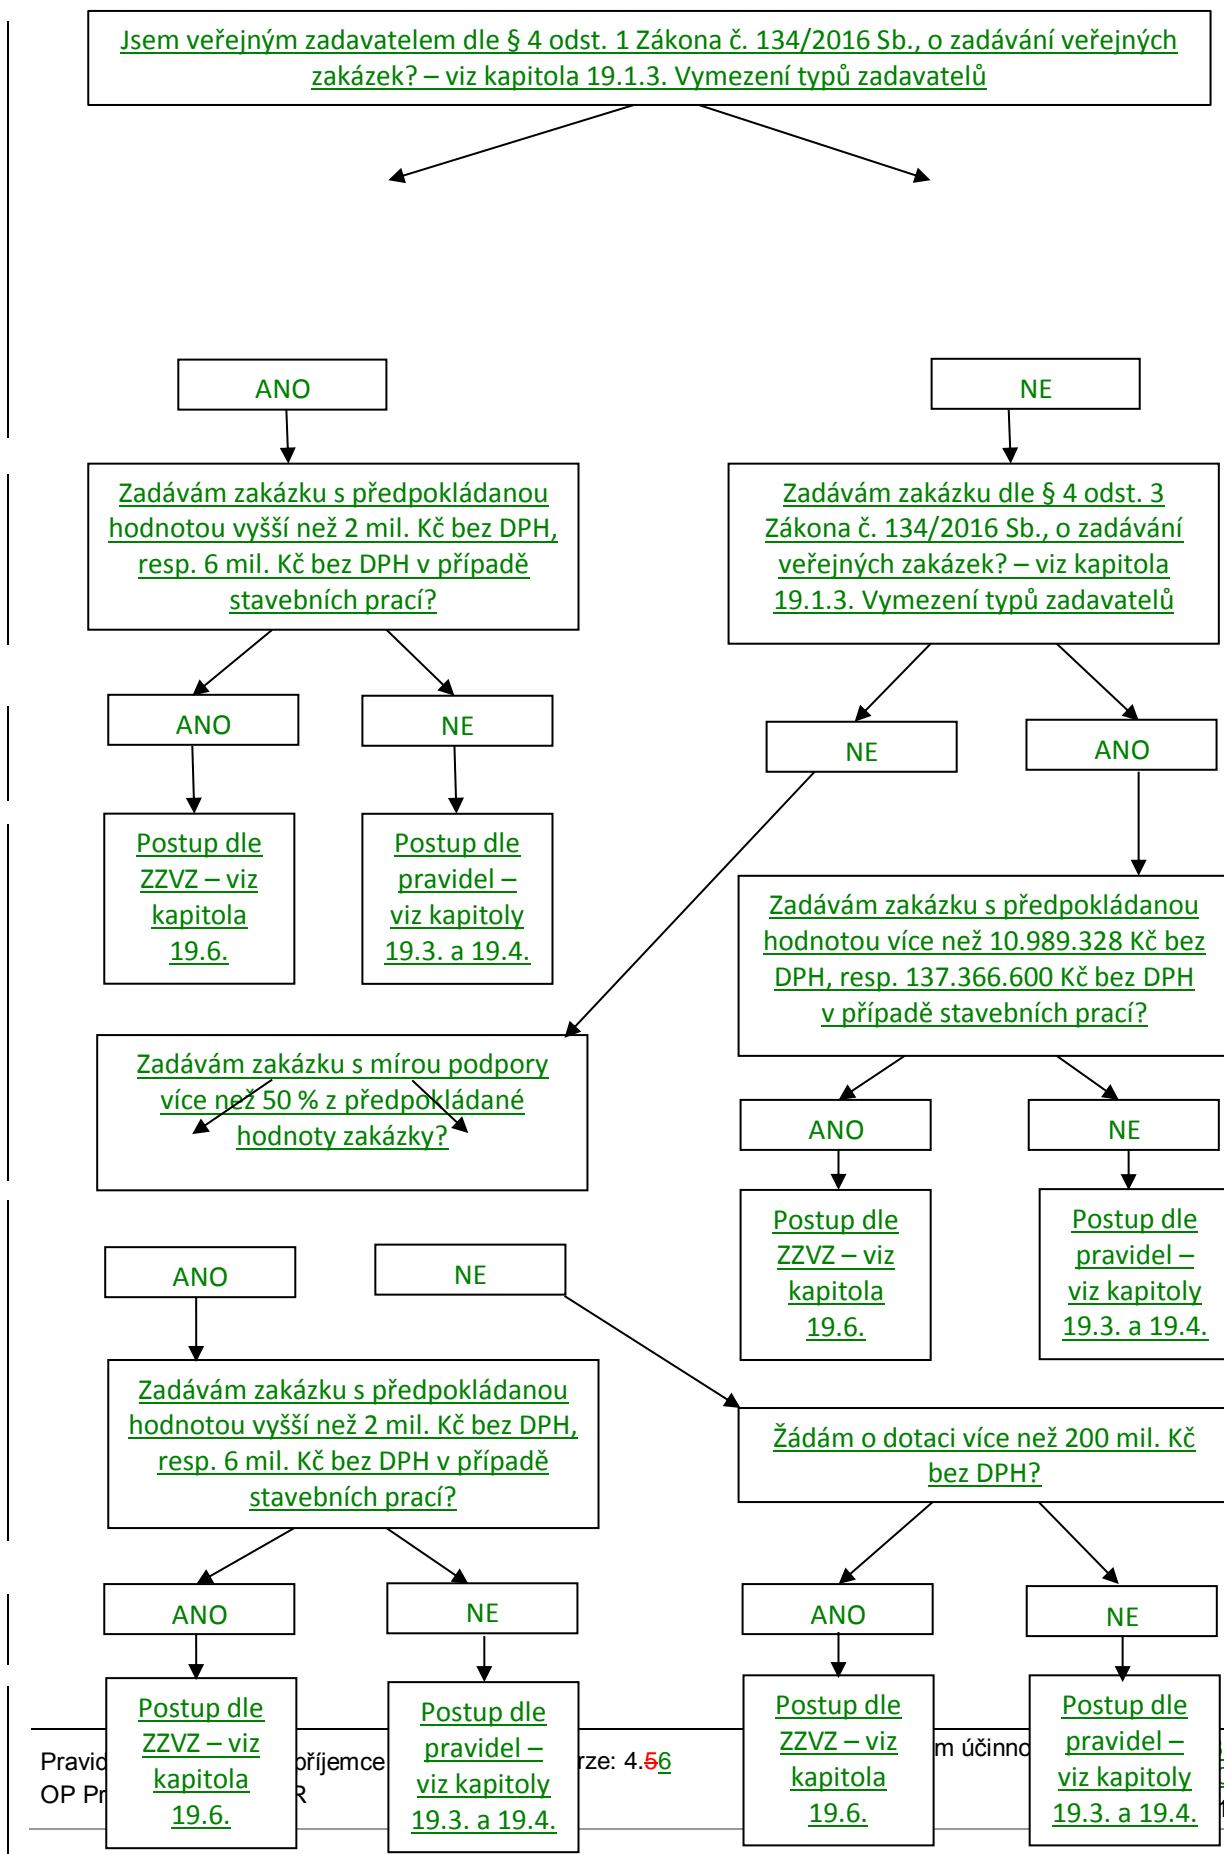 Jsem veřejným zadavatelem dle § 4 odst. 1 Zákona č. 134/2016 Sb., o zadávání veřejných
zakázek? – viz kapitola 19.1.3. Vymezení typů zadavatelů
ANO
NE
Zadávám zakázku s předpokládanou
hodnotou vyšší než 2 mil. Kč bez DPH,
resp. 6 mil. Kč bez DPH v případě
stavebních prací?
Zadávám zakázku dle § 4 odst. 3
Zákona č. 134/2016 Sb., o zadávání
veřejných zakázek? – viz kapitola
19.1.3. Vymezení typů zadavatelů
ANO
NE
NE
ANO
Postup dle
ZZVZ – viz
kapitola
19.6.
Postup dle
pravidel –
viz kapitoly
19.3. a 19.4.
Zadávám zakázku s předpokládanou
hodnotou více než 10.989.328 Kč bez
DPH, resp. 137.366.600 Kč bez DPH
v případě stavebních prací?
Zadávám zakázku s mírou podpory
více než 50 % z předpokládané
hodnoty zakázky?
ANO
NE
Postup dle
ZZVZ – viz
kapitola
19.6.
Postup dle
pravidel –
viz kapitoly
19.3. a 19.4.
ANO
NE
Zadávám zakázku s předpokládanou
hodnotou vyšší než 2 mil. Kč bez DPH,
resp. 6 mil. Kč bez DPH v případě
stavebních prací?
Žádám o dotaci více než 200 mil. Kč
bez DPH?
ANO
NE
ANO
NE
Postup dle
ZZVZ – viz
kapitola
19.6.
Postup dle
pravidel –
viz kapitoly
19.3. a 19.4.
Postup dle
ZZVZ – viz
kapitola
19.6.
Postup dle
pravidel –
viz kapitoly
19.3. a 19.4.
Pravid příjemce rze: 4.56 m účinno
OP Pr R